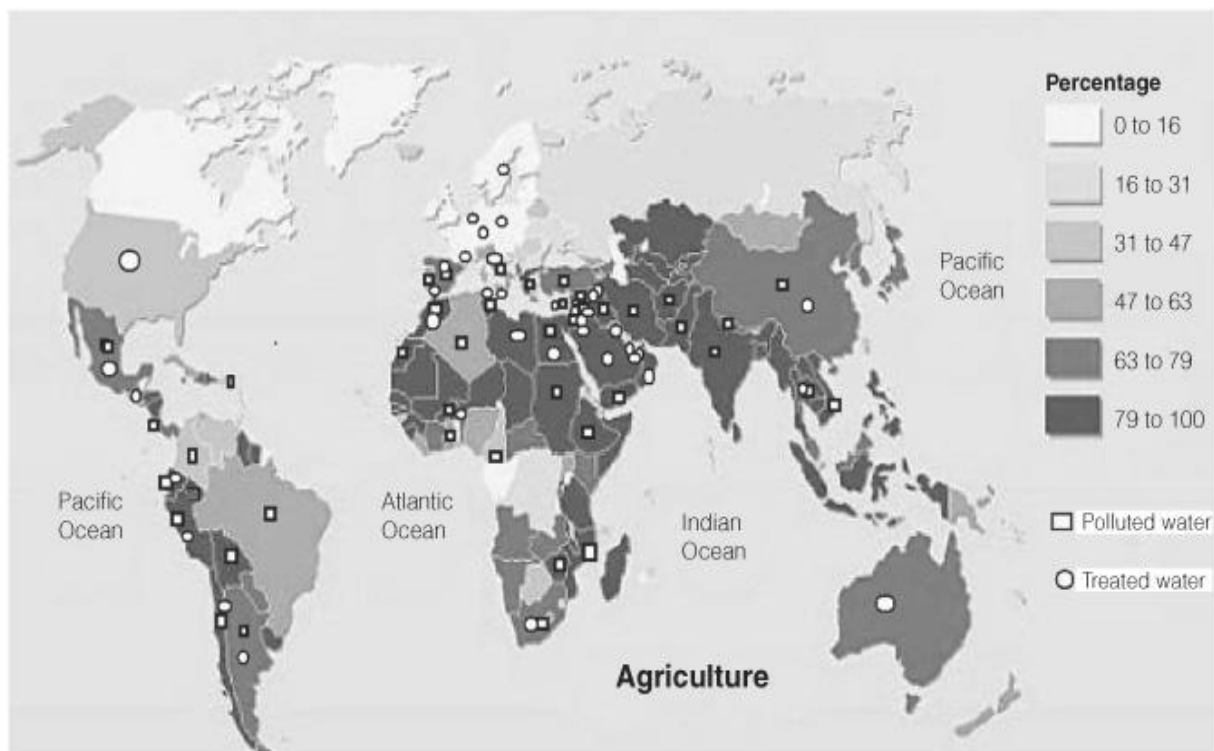 Percentage
0 to 16
16 to 31
31 to 47
47 to 63
63 to 79
79 to 100
Pacific
Ocean
Pacific
Ocean
Atlantic
Ocean
Indian
Ocean
Polluted water
Treated water
Agriculture